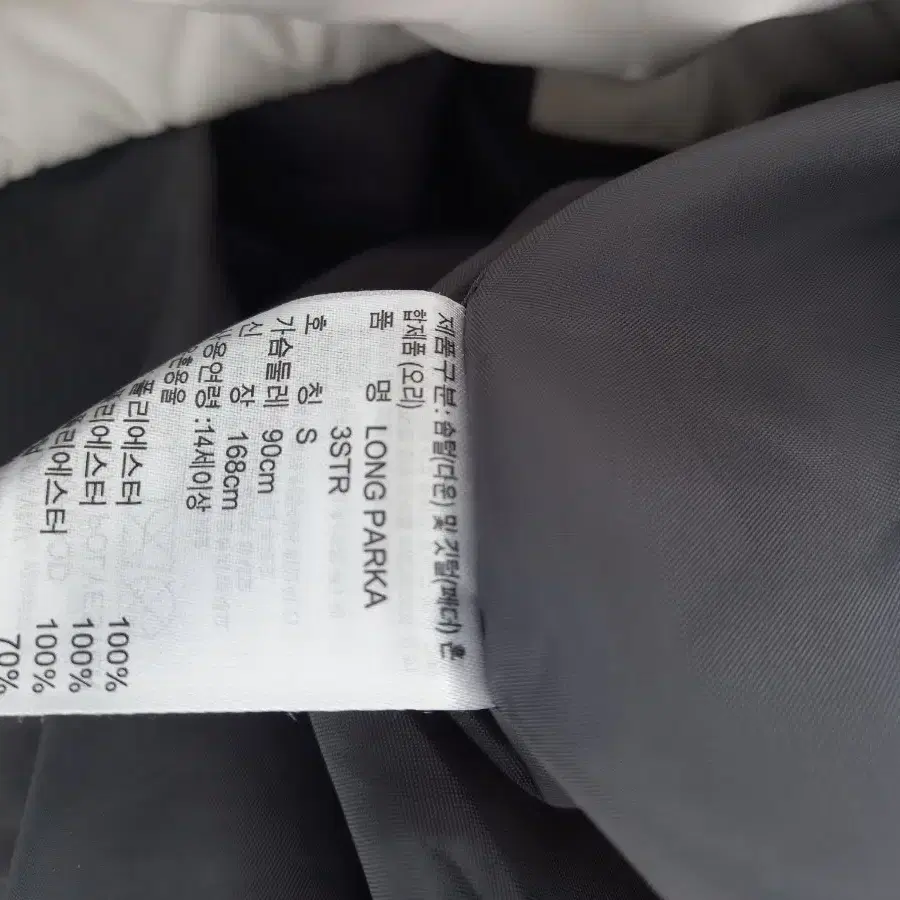 제품구분: 솜털(다운) 및 깃털(페더) 혼
합제품 (오리)
품 명 LONG PARKA
3STR
호 칭 S
가슴둘레 90cm
신 장 168cm
사용연령 :14세이상
폴리에스터 100%
폴리에스터 100%
폴리에스터 100%
70%